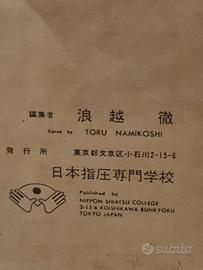 編集者 浪越 徹
Edited by TORU NAMIKOSHI
発行所 東京都文京区小石川2-15-6
日本指圧専門学校
Published by
NIPPON SHIATSU COLLEGE
2-15-6 KOISHIKAWA BUNKYOKU
TOKYO JAPAN
subito